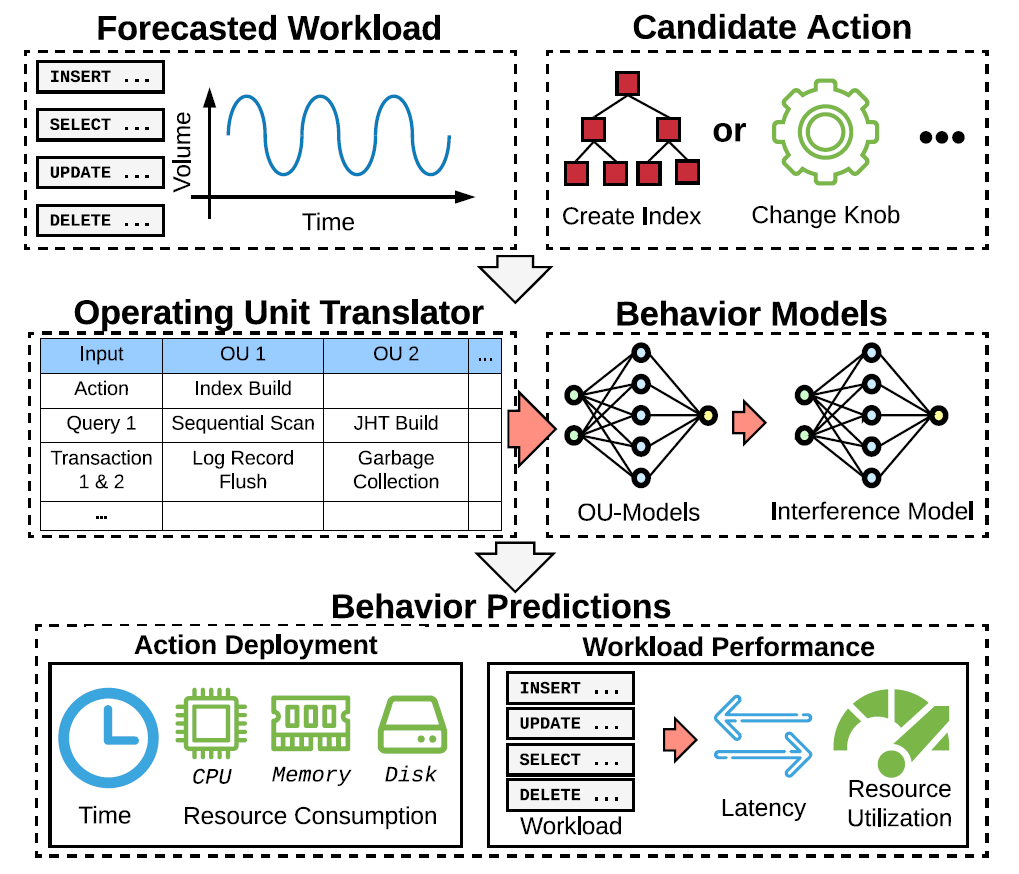 Forecasted Workload
INSERT ...
SELECT ...
UPDATE ...
DELETE ...
Volume
Time
Candidate Action
or
•••
Create Index
Change Knob
Operating Unit Translator
Input OU 1 OU 2 ...
Action Index Build
Query 1 Sequential Scan JHT Build
Transaction Log Record Garbage
1 & 2 Flush Collection
...
Behavior Models
OU-Models
Interference Model
Behavior Predictions
Action Deployment
CPU
Memory
Disk
Time
Resource Consumption
Workload Performance
INSERT ...
UPDATE ...
SELECT ...
DELETE ...
Workload
Latency
Resource
Utilization